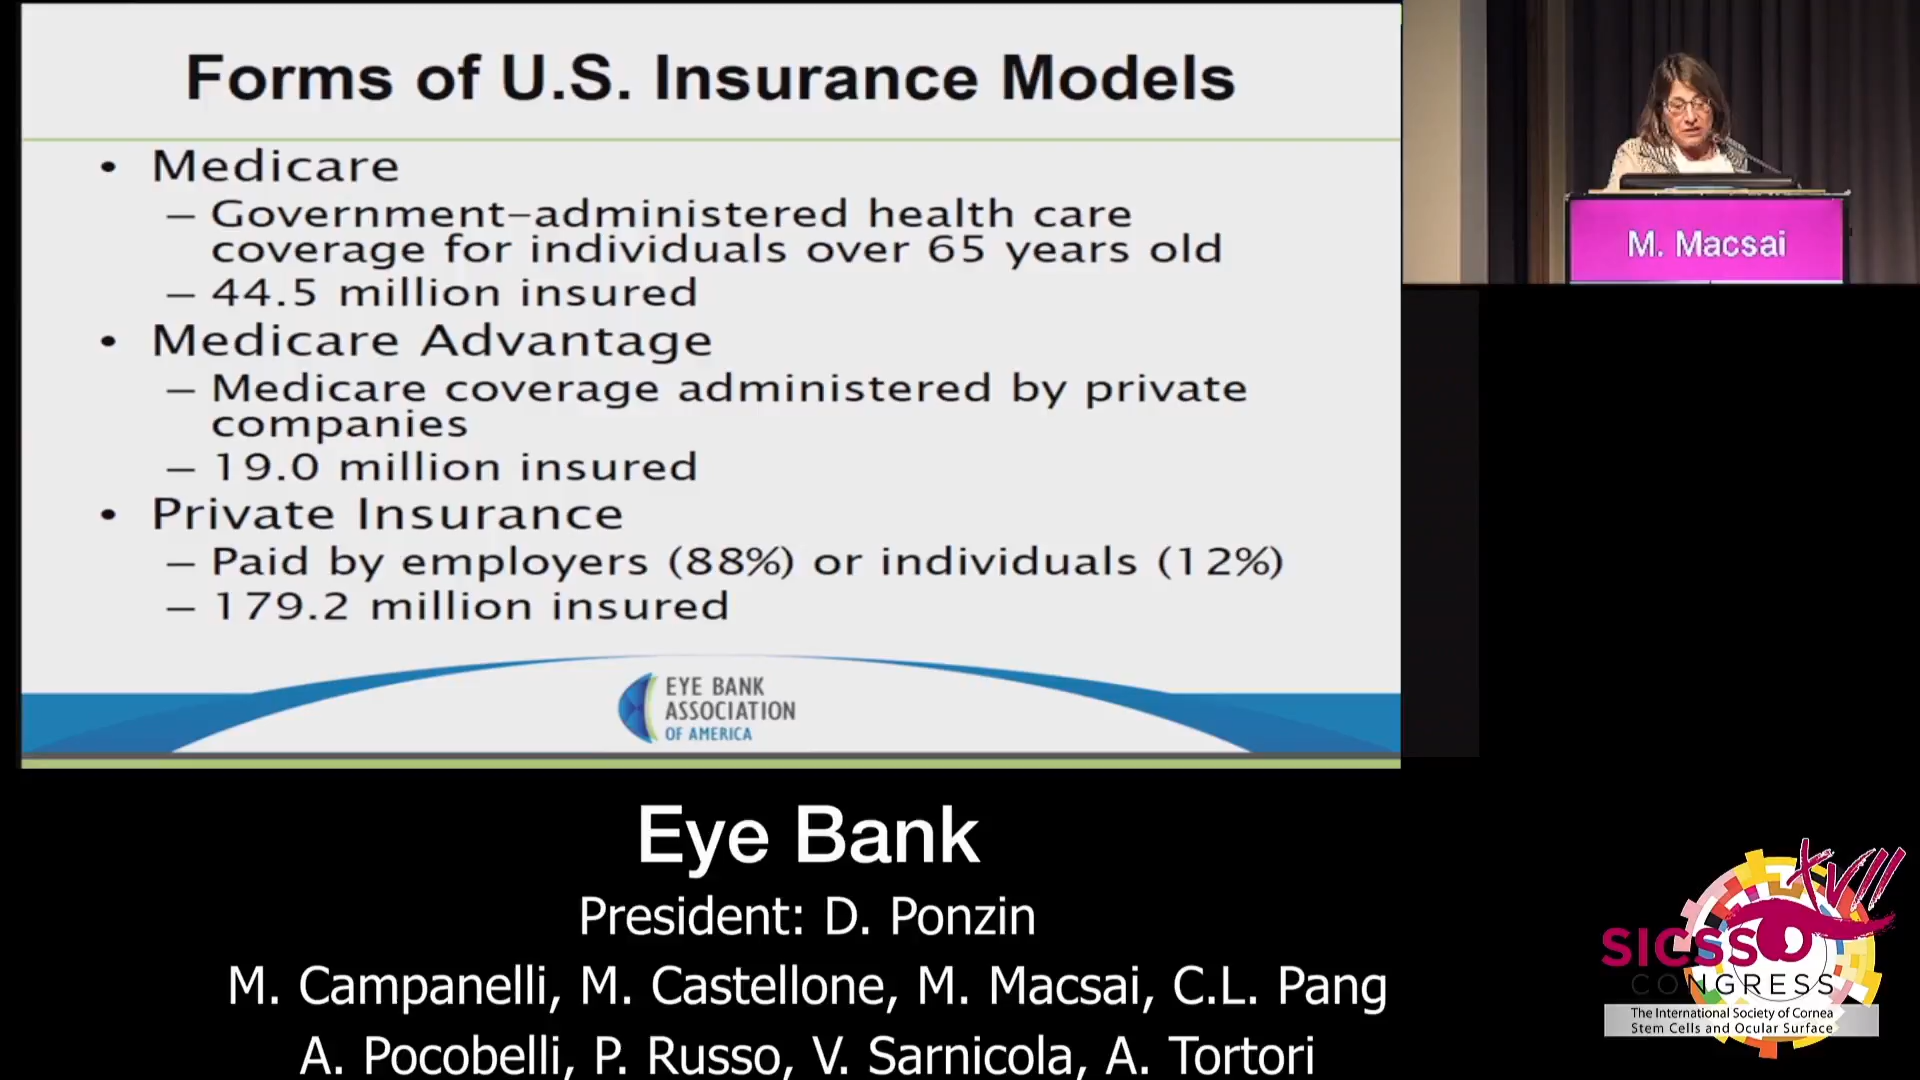 Forms of U.S. Insurance Models
• Medicare
– Government–administered health care
coverage for individuals over 65 years old
– 44.5 million insured
• Medicare Advantage
– Medicare coverage administered by private
companies
– 19.0 million insured
• Private Insurance
– Paid by employers (88%) or individuals (12%)
– 179.2 million insured
EYE BANK
ASSOCIATION
OF AMERICA
M. Macsai
Eye Bank
President: D. Ponzin
M. Campanelli, M. Castellone, M. Macsai, C.L. Pang
A. Pocobelli, P. Russo, V. Sarnicola, A. Tortori
XVII
SICSSO
CONGRESS
The International Society of Cornea
Stem Cells and Ocular Surface